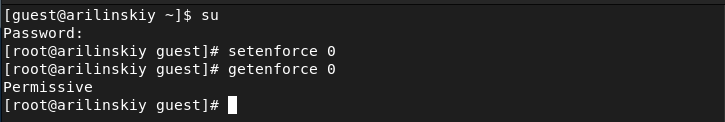 [guest@arilinskiy ~]$ su
Password:
[root@arilinskiy guest]# setenforce 0
[root@arilinskiy guest]# getenforce 0
Permissive
[root@arilinskiy guest]#